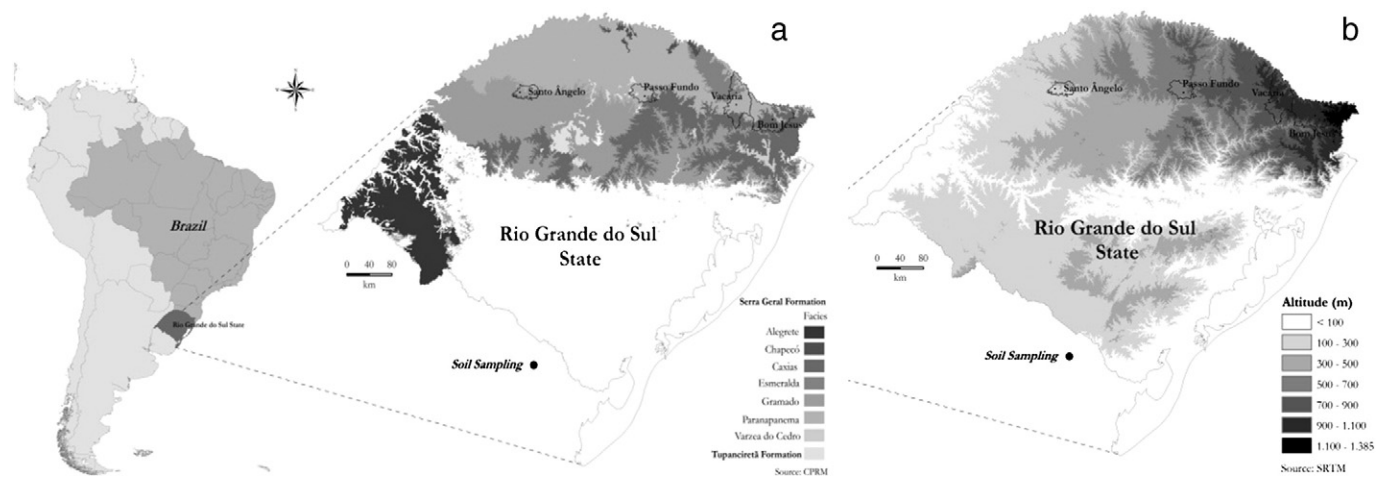 a
b
Brazil
Rio Grande do Sul State
Santo Ângelo
Passo Fundo
Vacaria
Bom Jesus
Rio Grande do Sul
State
0 40 80
km
Soil Sampling
Serra Geral Formation
Facies
Alegrete
Chapecó
Caxias
Esmeralda
Gramado
Paranapanema
Varzea do Cedro
Tupanciretã Formation
Source: CPRM
Santo Ângelo
Passo Fundo
Vacaria
Bom Jesus
Rio Grande do Sul
State
0 40 80
km
Soil Sampling
Altitude (m)
< 100
100 - 300
300 - 500
500 - 700
700 - 900
900 - 1.100
1.100 - 1.385
Source: SRTM